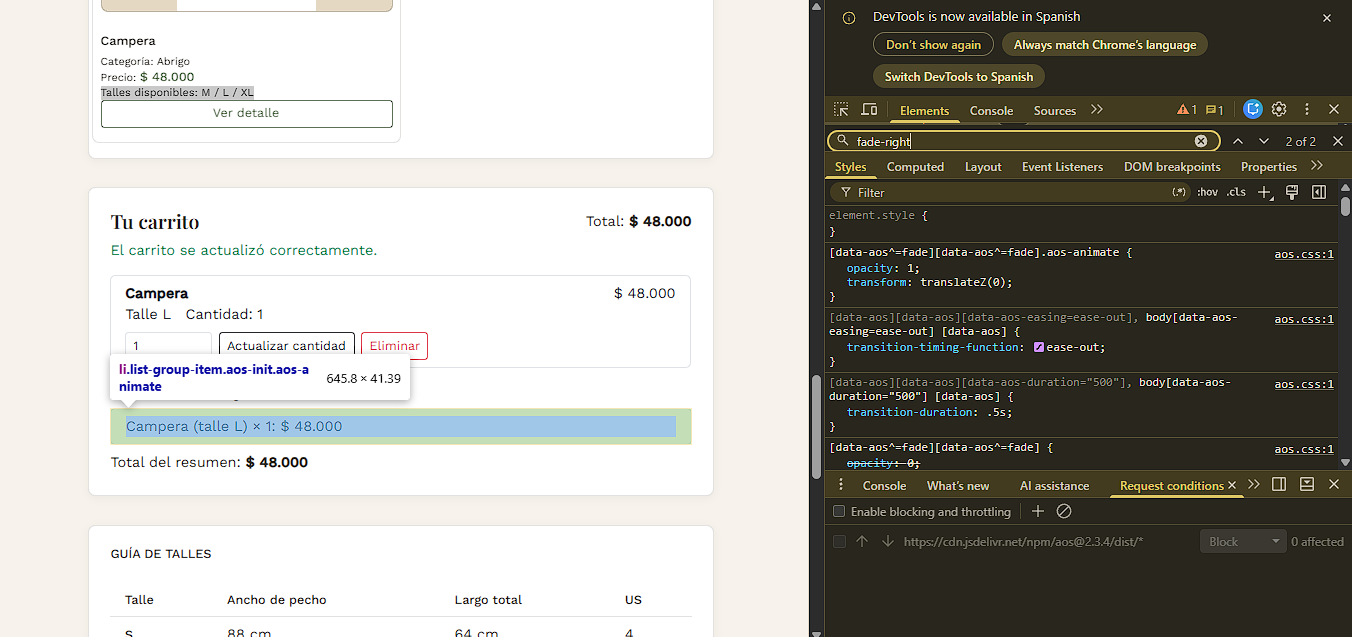 Campera
Categoría: Abrigo
Precio: $ 48.000
Talles disponibles: M / L / XL
Ver detalle
Tu carrito
Total: $ 48.000
El carrito se actualizó correctamente.
Campera
$ 48.000
Talle L Cantidad: 1
1
Actualizar cantidad
Eliminar
li.list-group-item.aos-init.aos-a
nimate
645.8 × 41.39
Campera (talle L) × 1: $ 48.000
Total del resumen: $ 48.000
GUÍA DE TALLES
Talle Ancho de pecho Largo total US
S 88 cm 64 cm 4
DevTools is now available in Spanish
Don't show again
Always match Chrome's language
Switch DevTools to Spanish
Elements Console Sources
1 1
fade-right
2 of 2
Styles Computed Layout Event Listeners DOM breakpoints Properties
Filter
(.*) :hov .cls
element.style {
}
[data-aos^=fade][data-aos^=fade].aos-animate {
aos.css:1
opacity: 1;
transform: translateZ(0);
}
[data-aos][data-aos][data-aos-easing=ease-out], body[data-aos-
easing=ease-out] [data-aos] {
aos.css:1
transition-timing-function: ease-out;
}
[data-aos][data-aos][data-aos-duration="500"], body[data-aos-
duration="500"] [data-aos] {
aos.css:1
transition-duration: .5s;
}
[data-aos^=fade][data-aos^=fade] {
aos.css:1
opacity: 0;
Console What's new AI assistance Request conditions
Enable blocking and throttling
https://cdn.jsdelivr.net/npm/aos@2.3.4/dist/*
Block
0 affected